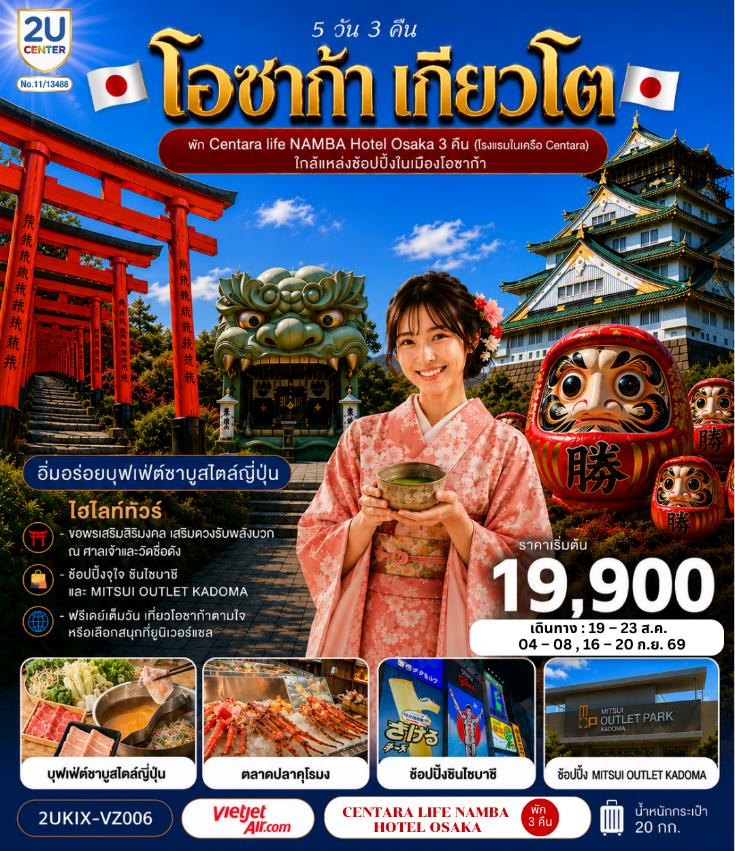 2U
CENTER
No.11/13488
5 วัน 3 คืน
โอซาก้า เกียวโต
พัก Centara life NAMBA Hotel Osaka 3 คืน (โรงแรมในเครือ Centara)
ใกล้แหล่งช้อปปิ้งในเมืองโอซาก้า
勝
勝
勝
อิ่มอร่อยบุฟเฟ่ต์ชาบูสไตล์ญี่ปุ่น
ไฮไลท์ทัวร์
- ขอพรเสริมสิริมงคล เสริมดวงรับพลังบวก
ณ ศาลเจ้าและวัดชื่อดัง
- ช้อปปิ้งจุใจ ชินไซบาชิ
และ MITSUI OUTLET KADOMA
- ฟรีเดย์เต็มวัน เที่ยวโอซาก้าตามใจ
หรือเลือกสนุกที่ยูนิเวอร์แซล
ราคาเริ่มต้น
19,900
เดินทาง : 19 – 23 ส.ค.
04 – 08 , 16 – 20 ก.ย. 69
さける
チーズ
MITSUI
OUTLET PARK
KADOMA
บุฟเฟ่ต์ชาบูสไตล์ญี่ปุ่น
ตลาดปลาคุโรมง
ช้อปปิ้งชินไซบาชิ
ช้อปปิ้ง MITSUI OUTLET KADOMA
2UKIX-VZ006
vietjet
Air.com
CENTARA LIFE NAMBA
HOTEL OSAKA
พัก
3 คืน
น้ำหนักกระเป๋า
20 กก.